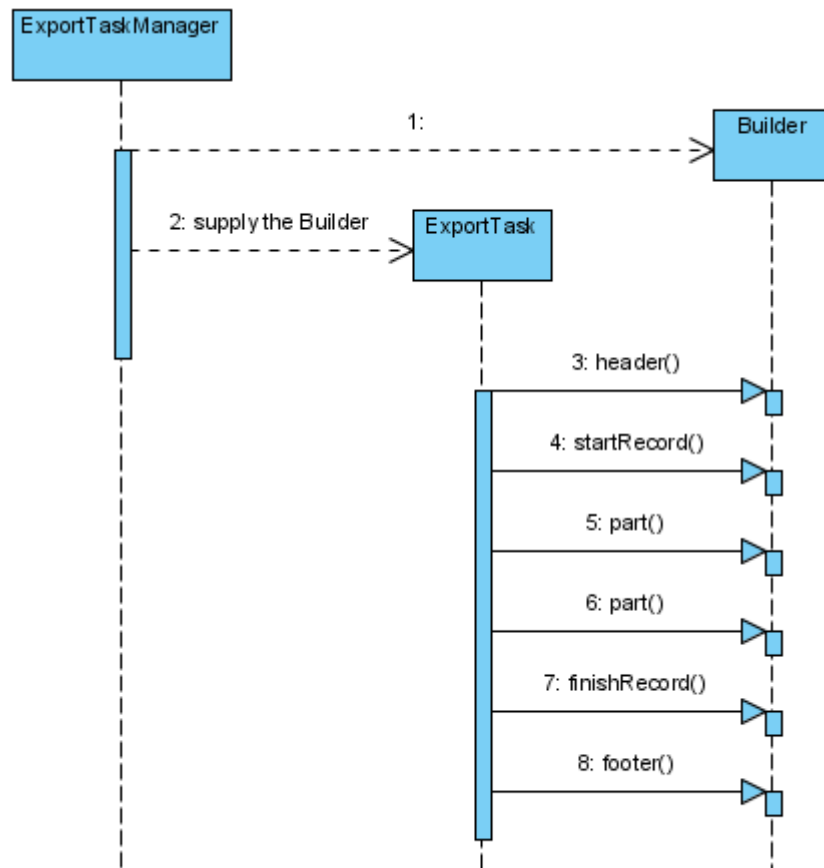 ExportTaskManager
1:
Builder
2: supply the Builder
ExportTask
3: header()
4: startRecord()
5: part()
6: part()
7: finishRecord()
8: footer()